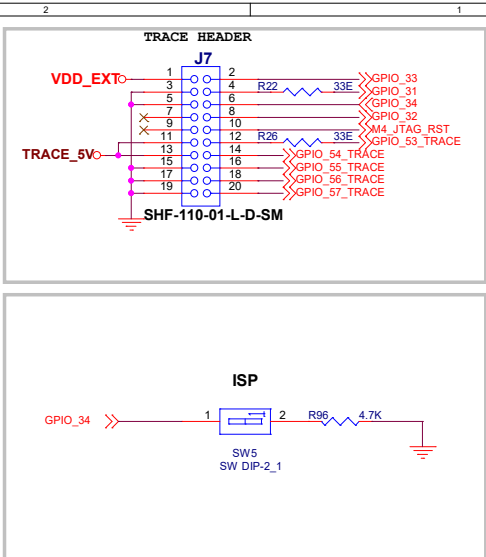 2 1
TRACE HEADER
J7
VDD_EXT 1 2 GPIO_33
3 4 R22 33E GPIO_31
5 6 GPIO_34
7 8 GPIO_32
9 10 M4_JTAG_RST
11 12 R26 33E GPIO_53_TRACE
TRACE_5V 13 14 GPIO_54_TRACE
15 16 GPIO_55_TRACE
17 18 GPIO_56_TRACE
19 20 GPIO_57_TRACE
SHF-110-01-L-D-SM
ISP
GPIO_34 1 2 R96 4.7K
SW5
SW DIP-2_1